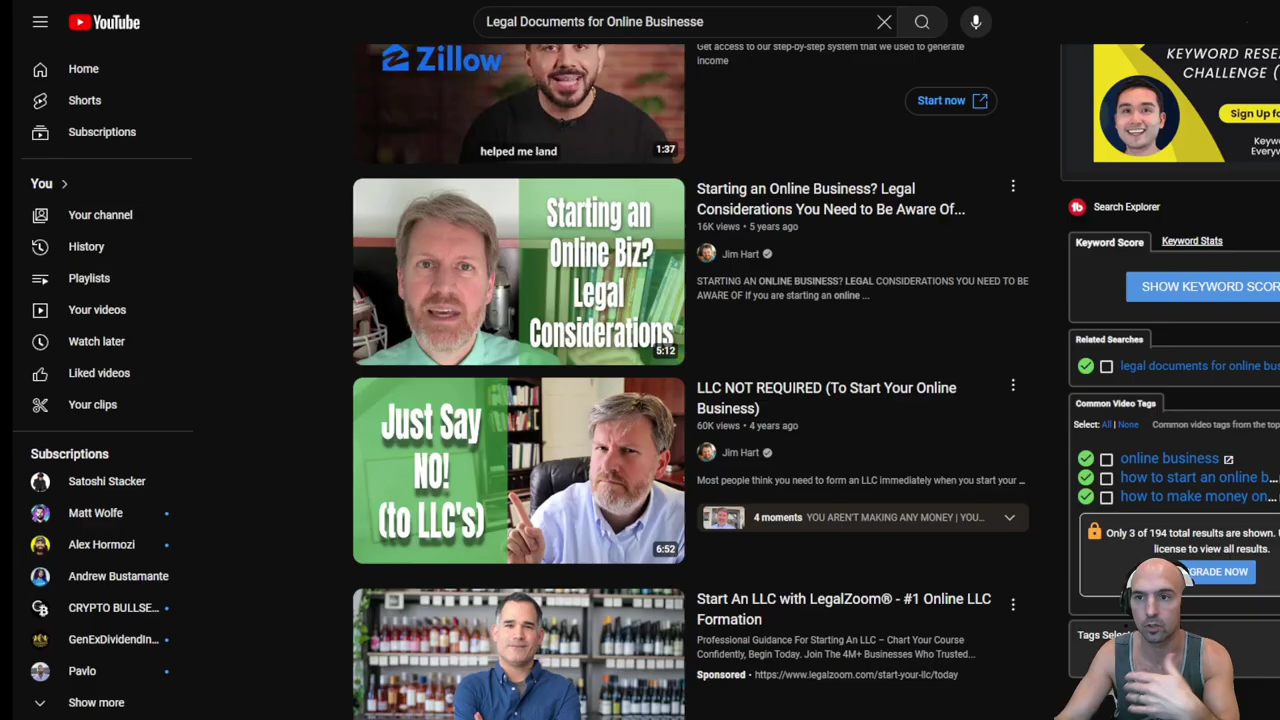 YouTube
Legal Documents for Online Businesse
Home
Shorts
Subscriptions
You
Your channel
History
Playlists
Your videos
Watch later
Liked videos
Your clips
Subscriptions
Satoshi Stacker
Matt Wolfe
Alex Hormozi
Andrew Bustamante
CRYPTO BULLSE...
GenExDividendIn...
Pavlo
Show more
Zillow
helped me land
1:37
Get access to our step-by-step system that we used to generate
income
Start now
Starting an
Online Biz?
Legal
Considerations
5:12
Starting an Online Business? Legal
Considerations You Need to Be Aware Of...
16K views • 5 years ago
Jim Hart
STARTING AN ONLINE BUSINESS? LEGAL CONSIDERATIONS YOU NEED TO BE
AWARE OF If you are starting an online ...
Just Say
NO!
(to LLC's)
6:52
LLC NOT REQUIRED (To Start Your Online
Business)
60K views • 4 years ago
Jim Hart
Most people think you need to form an LLC immediately when you start your ...
4 moments YOU AREN'T MAKING ANY MONEY | YOU...
Start An LLC with LegalZoom® - #1 Online LLC
Formation
Professional Guidance For Starting An LLC – Chart Your Course
Confidently, Begin Today. Join The 4M+ Businesses Who Trusted...
Sponsored • https://www.legalzoom.com/start-your-llc/today
KEYWORD RESE
CHALLENGE (
Sign Up fo
Keyw
Everyw
tb Search Explorer
Keyword Score Keyword Stats
SHOW KEYWORD SCOR
Related Searches
legal documents for online bus
Common Video Tags
Select: All | None Common video tags from the top
online business
how to start an online b...
how to make money on...
Only 3 of 194 total results are shown. U
license to view all results.
GRADE NOW
Tags Selec